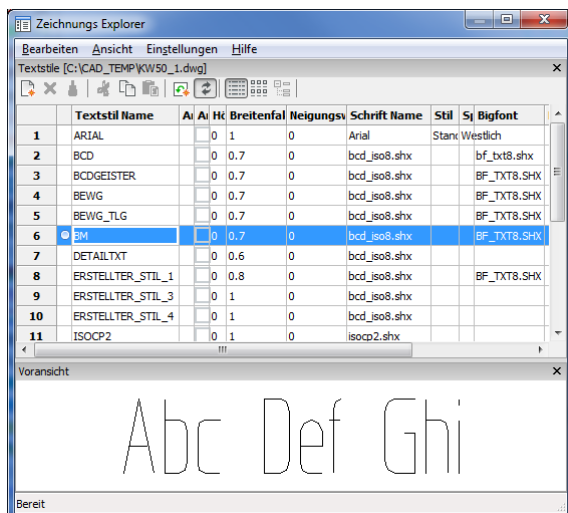 Zeichnungs Explorer
Bearbeiten Ansicht Einstellungen Hilfe
Textstile [C:\CAD_TEMP\KW50_1.dwg]
Textstil Name Ar Ar Hö Breitenfal Neigungsw Schrift Name Stil Sp Bigfont
1 ARIAL 0 1 0 Arial Stand Westlich
2 BCD 0 0.7 0 bcd_iso8.shx bf_txt8.shx
3 BCDGEISTER 0 0.7 0 bcd_iso8.shx BF_TXT8.SHX
4 BEWG 0 0.7 0 bcd_iso8.shx BF_TXT8.SHX
5 BEWG_TLG 0 0.7 0 bcd_iso8.shx BF_TXT8.SHX
6 BM 0 0.7 0 bcd_iso8.shx BF_TXT8.SHX
7 DETAILTXT 0 0.6 0 bcd_iso8.shx
8 ERSTELLTER_STIL_1 0 0.8 0 bcd_iso8.shx BF_TXT8.SHX
9 ERSTELLTER_STIL_3 0 1 0 bcd_iso8.shx
10 ERSTELLTER_STIL_4 0 1 0 bcd_iso8.shx
11 ISOCP2 0 1 0 isocp2.shx
Voransicht
Abc Def Ghi
Bereit